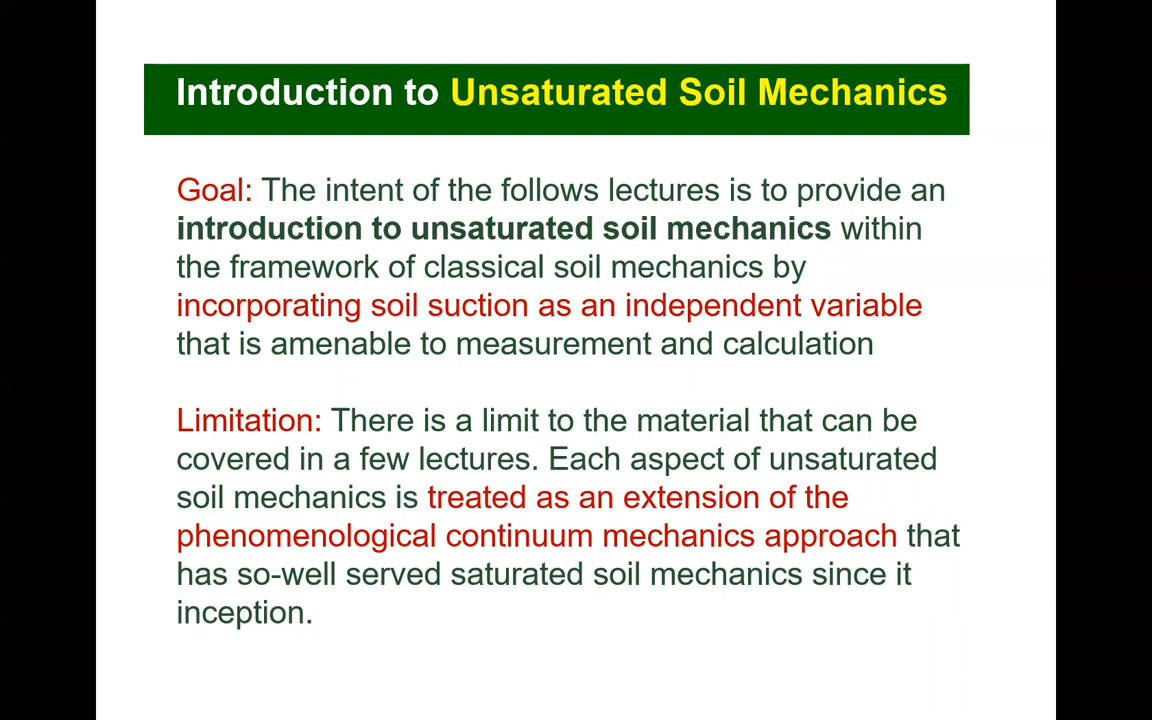 Introduction to Unsaturated Soil Mechanics
Goal: The intent of the follows lectures is to provide an
introduction to unsaturated soil mechanics within
the framework of classical soil mechanics by
incorporating soil suction as an independent variable
that is amenable to measurement and calculation
Limitation: There is a limit to the material that can be
covered in a few lectures. Each aspect of unsaturated
soil mechanics is treated as an extension of the
phenomenological continuum mechanics approach that
has so-well served saturated soil mechanics since it
inception.